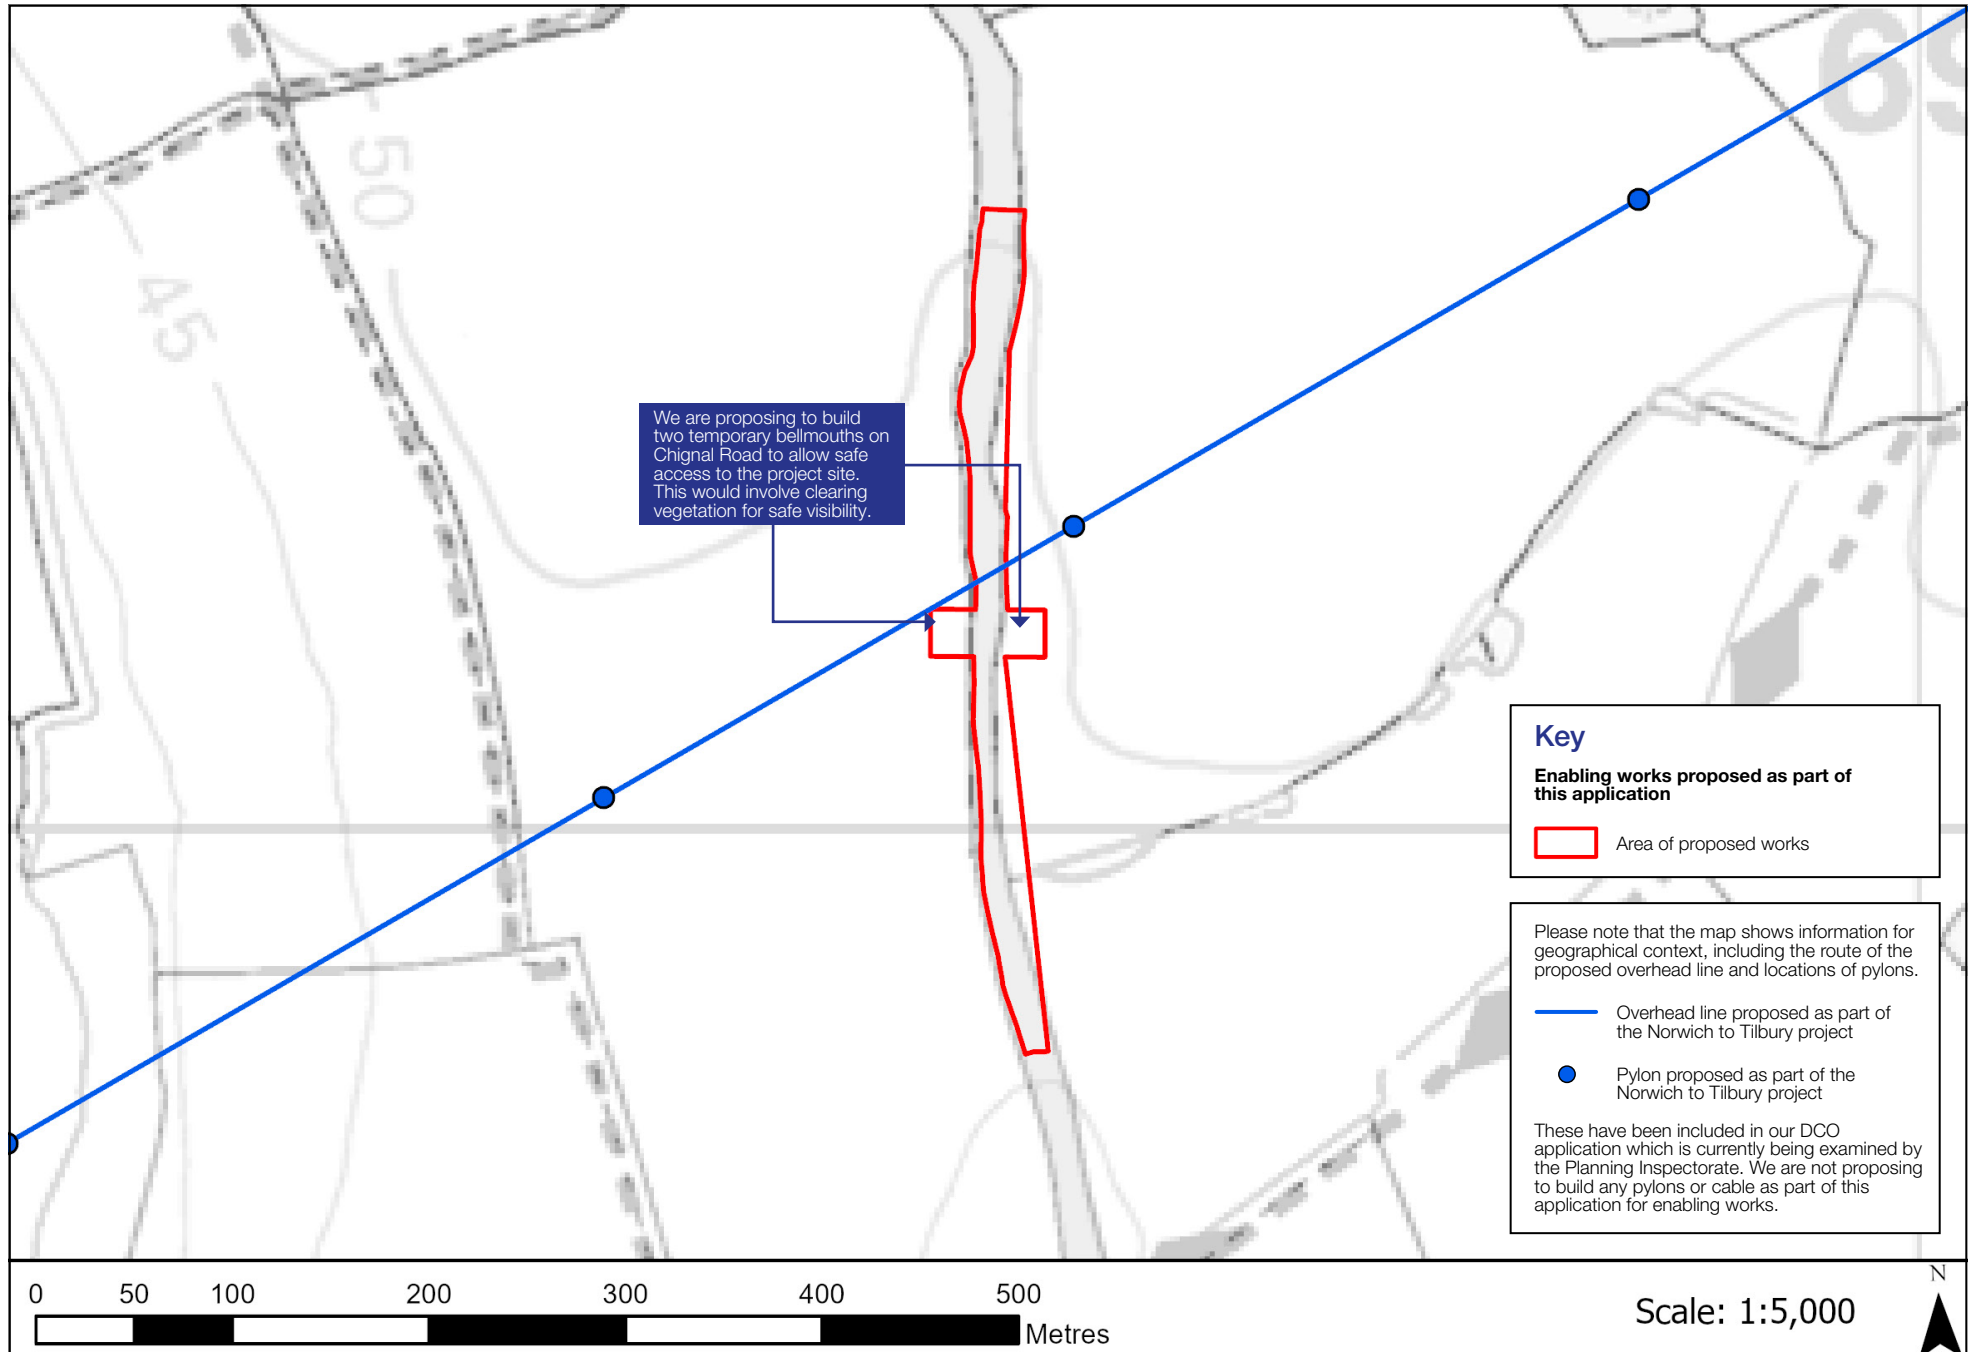 50
45
69
We are proposing to build
two temporary bellmouths on
Chignal Road to allow safe
access to the project site.
This would involve clearing
vegetation for safe visibility.
Key
Enabling works proposed as part of
this application
Area of proposed works
Please note that the map shows information for
geographical context, including the route of the
proposed overhead line and locations of pylons.
Overhead line proposed as part of
the Norwich to Tilbury project
Pylon proposed as part of the
Norwich to Tilbury project
These have been included in our DCO
application which is currently being examined by
the Planning Inspectorate. We are not proposing
to build any pylons or cable as part of this
application for enabling works.
0 50 100 200 300 400 500
Metres
Scale: 1:5,000
N